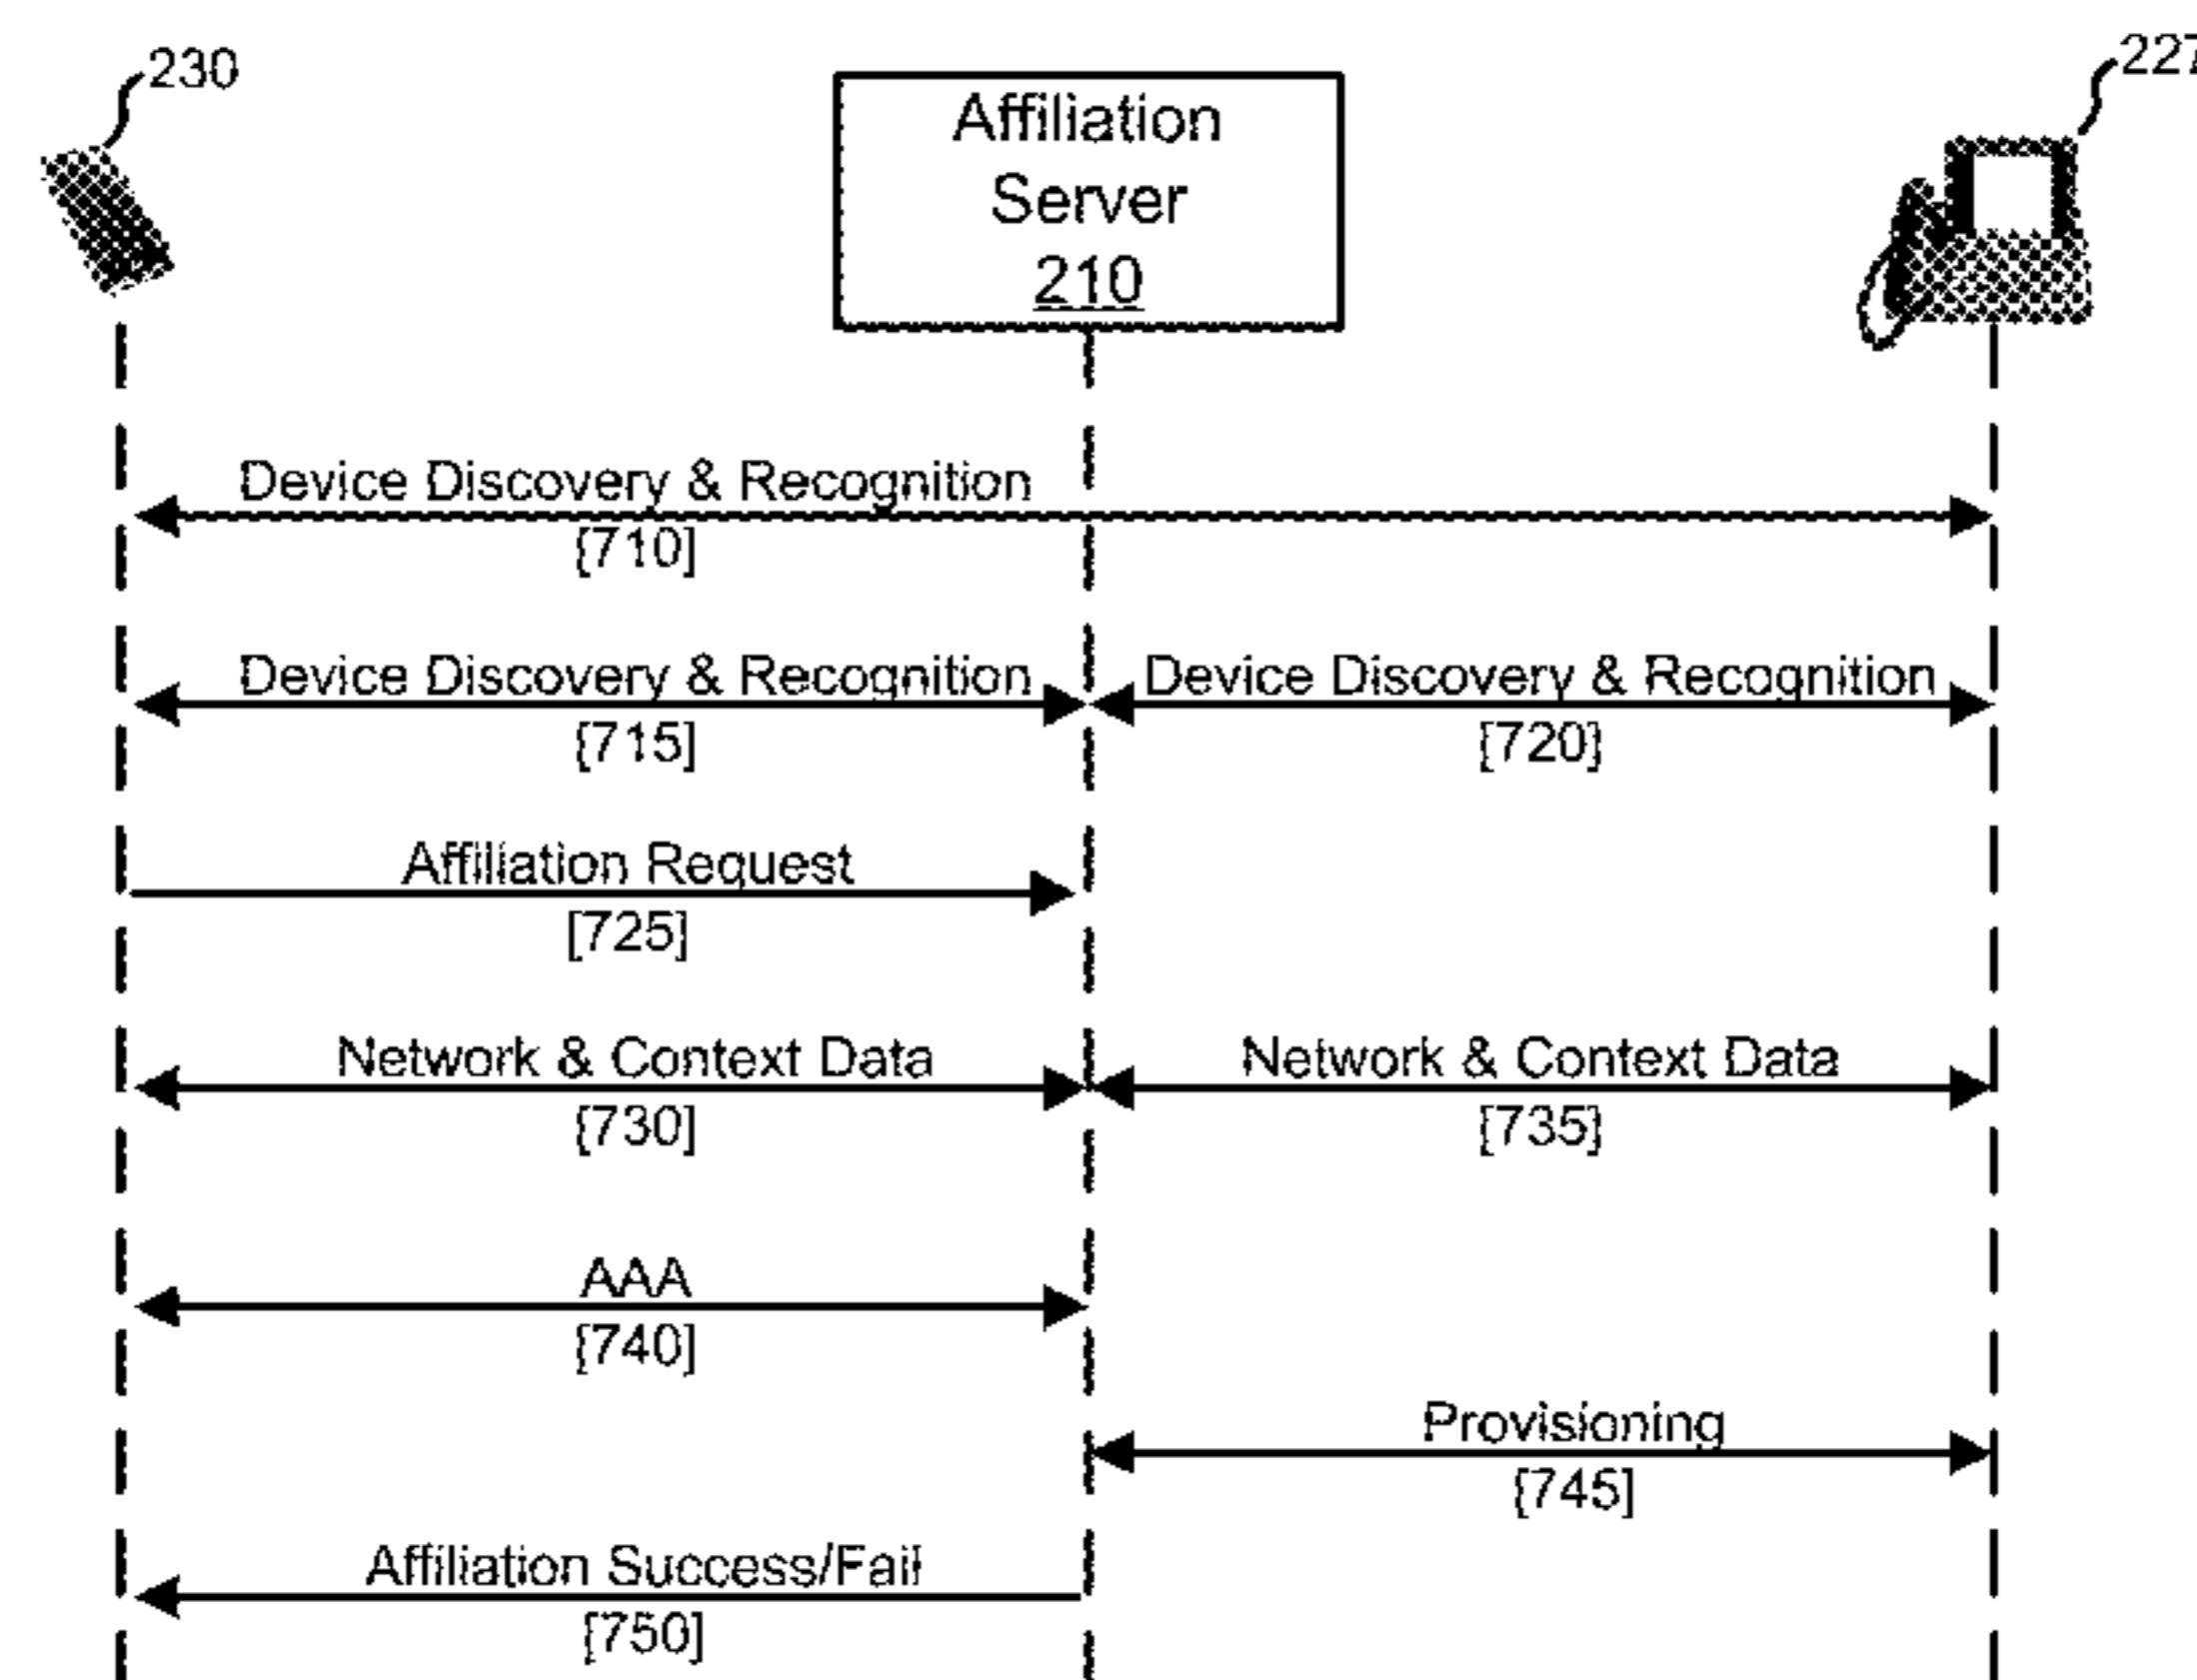 230
Affiliation
Server
210
227
Device Discovery & Recognition
[710]
Device Discovery & Recognition
[715]
Device Discovery & Recognition
[720]
Affiliation Request
[725]
Network & Context Data
[730]
Network & Context Data
[735]
AAA
[740]
Provisioning
[745]
Affiliation Success/Fail
[750]